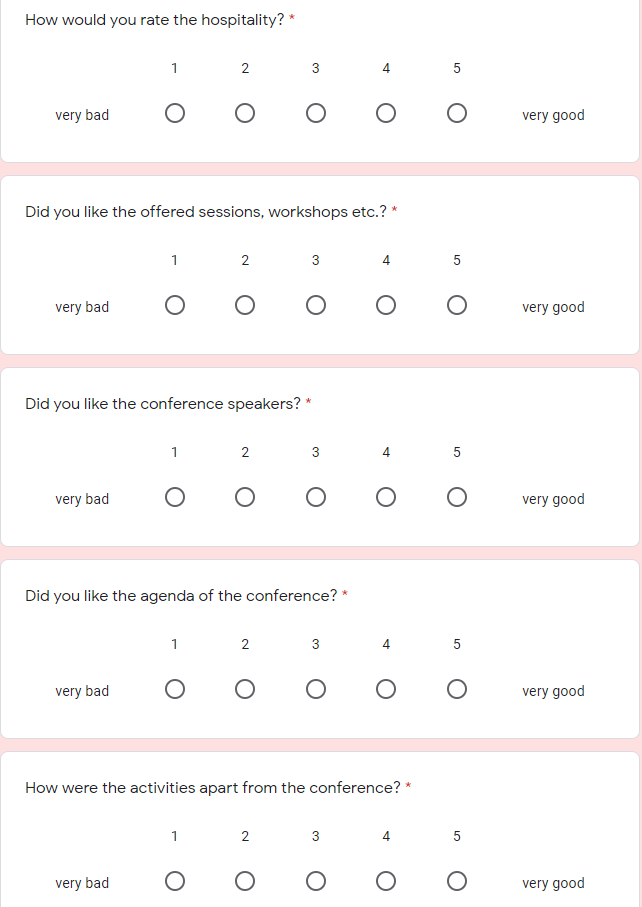 How would you rate the hospitality? *
1 2 3 4 5
very bad very good
Did you like the offered sessions, workshops etc.? *
1 2 3 4 5
very bad very good
Did you like the conference speakers? *
1 2 3 4 5
very bad very good
Did you like the agenda of the conference? *
1 2 3 4 5
very bad very good
How were the activities apart from the conference? *
1 2 3 4 5
very bad very good